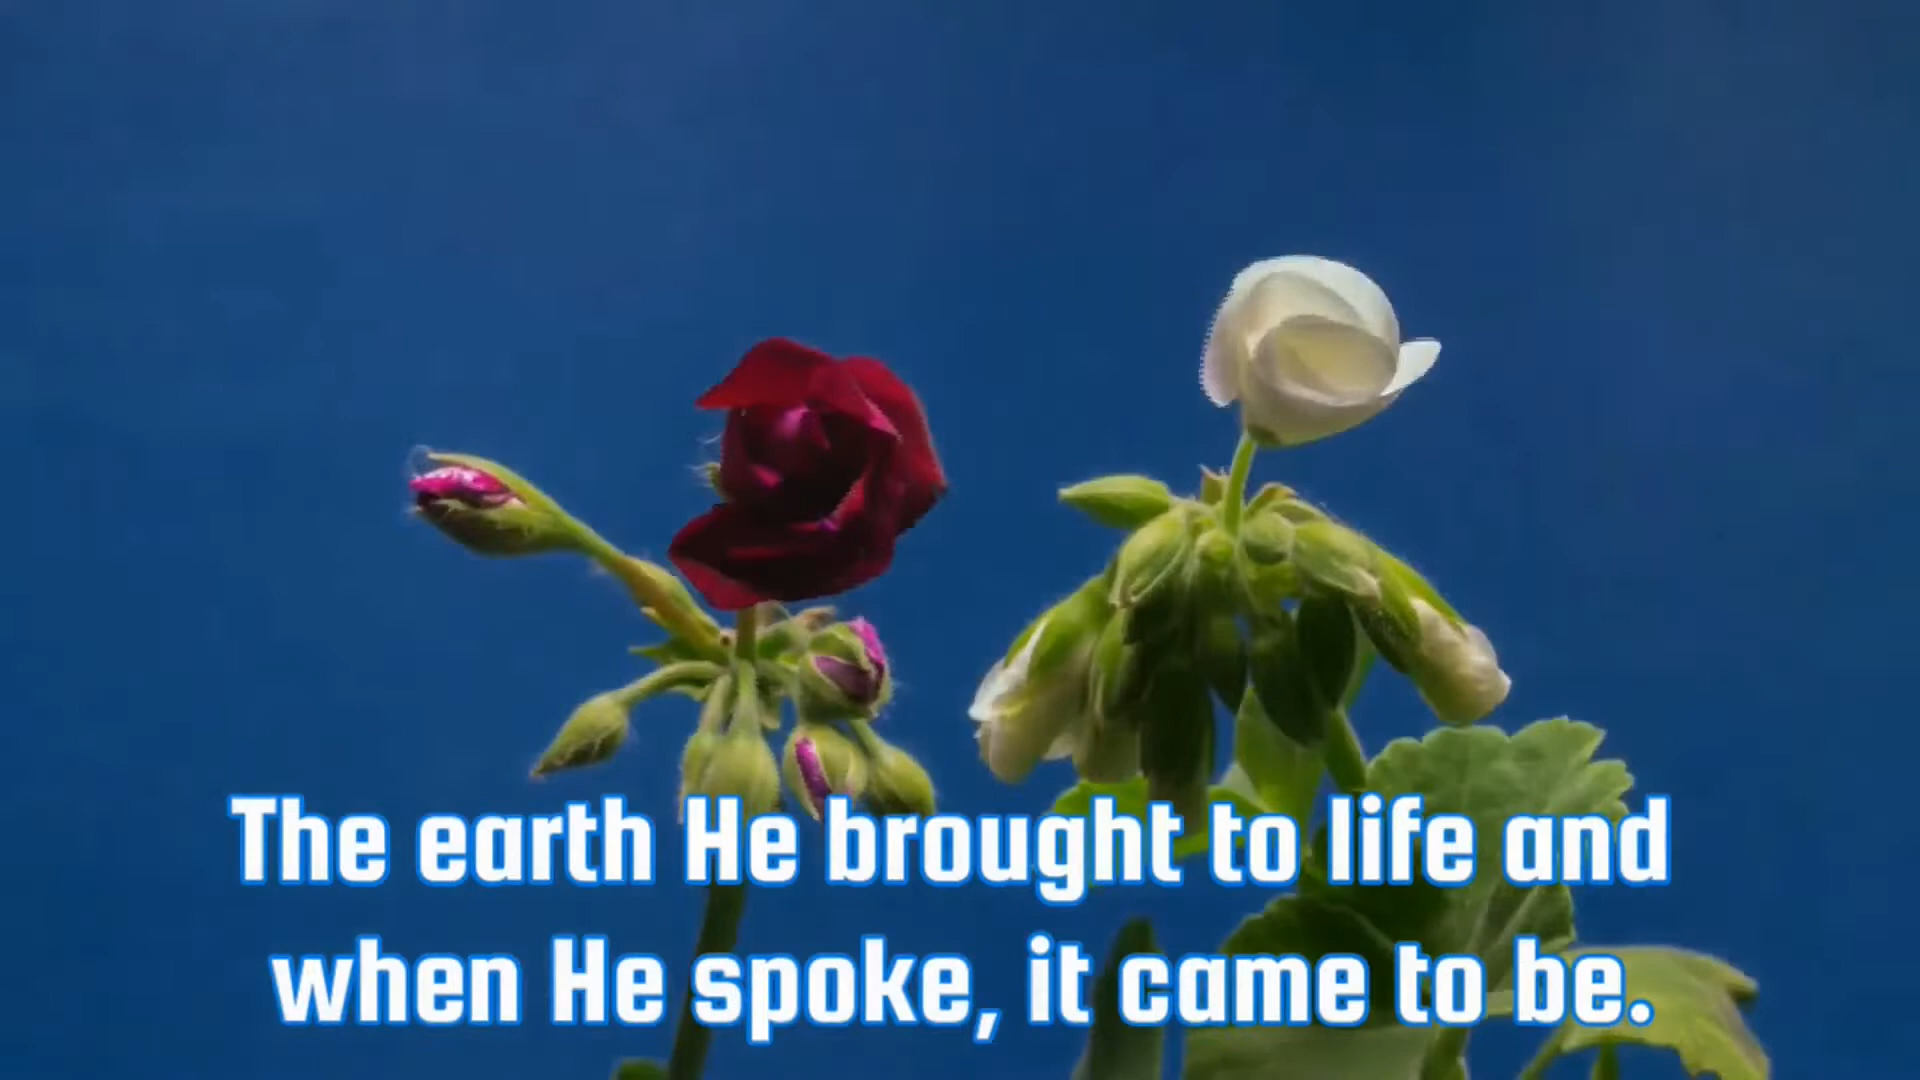 The earth He brought to life and
when He spoke, it came to be.